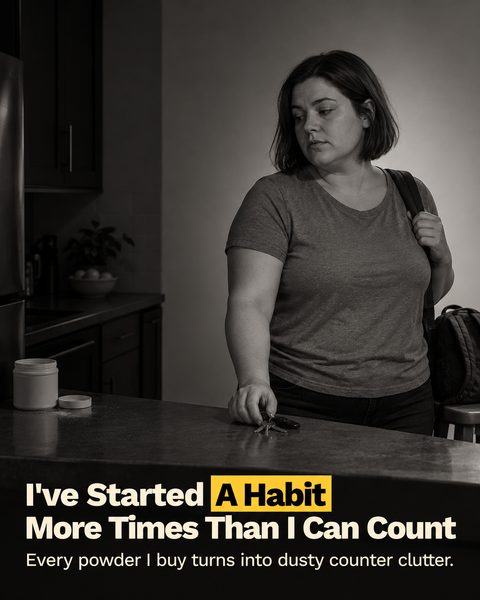 I've Started A Habit
More Times Than I Can Count
Every powder I buy turns into dusty counter clutter.